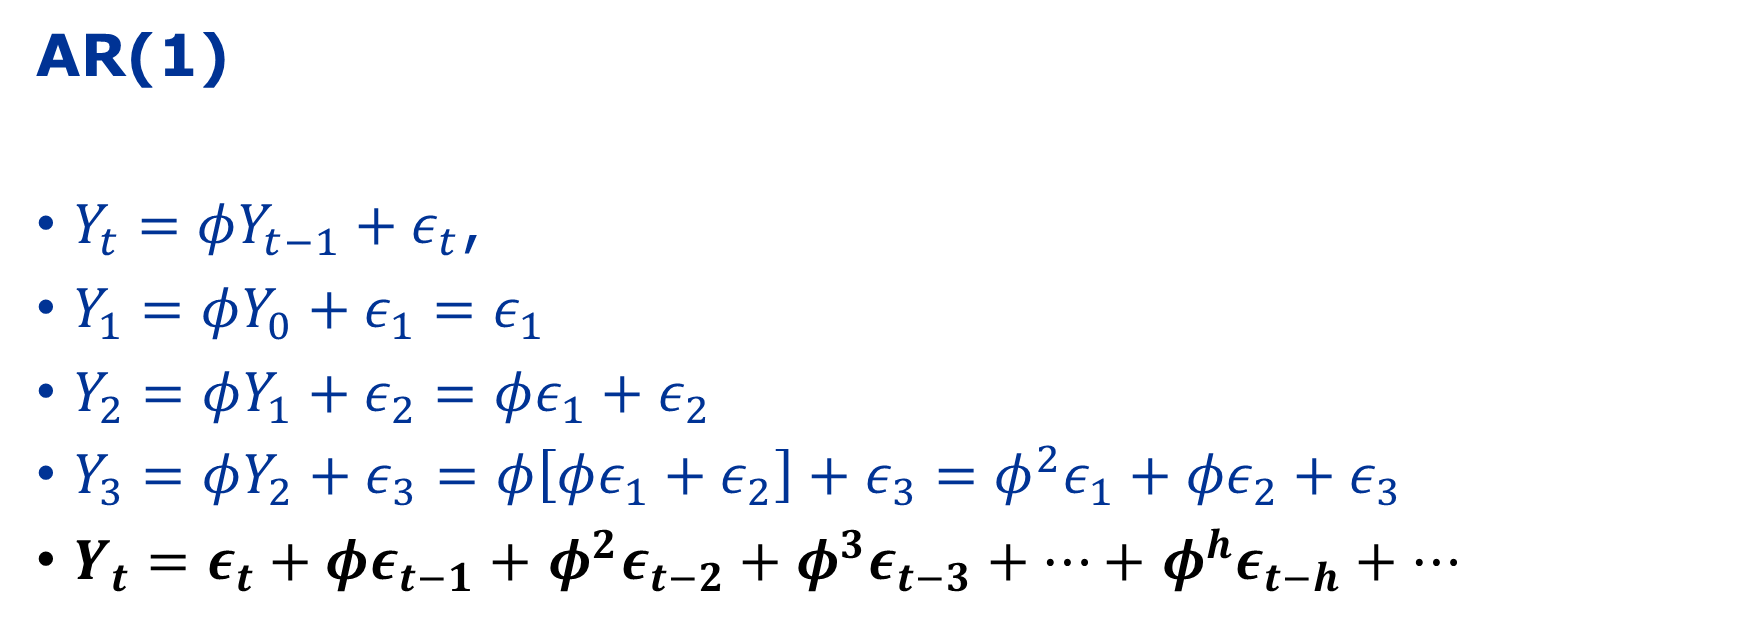 AR(1)
• Y_t = ϕY_{t−1} + ϵ_t,
• Y_1 = ϕY_0 + ϵ_1 = ϵ_1
• Y_2 = ϕY_1 + ϵ_2 = ϕϵ_1 + ϵ_2
• Y_3 = ϕY_2 + ϵ_3 = ϕ[ϕϵ_1 + ϵ_2] + ϵ_3 = ϕ^2ϵ_1 + ϕϵ_2 + ϵ_3
• Y_t = ϵ_t + ϕϵ_{t−1} + ϕ^2ϵ_{t−2} + ϕ^3ϵ_{t−3} + ⋯ + ϕ^hϵ_{t−h} + ⋯